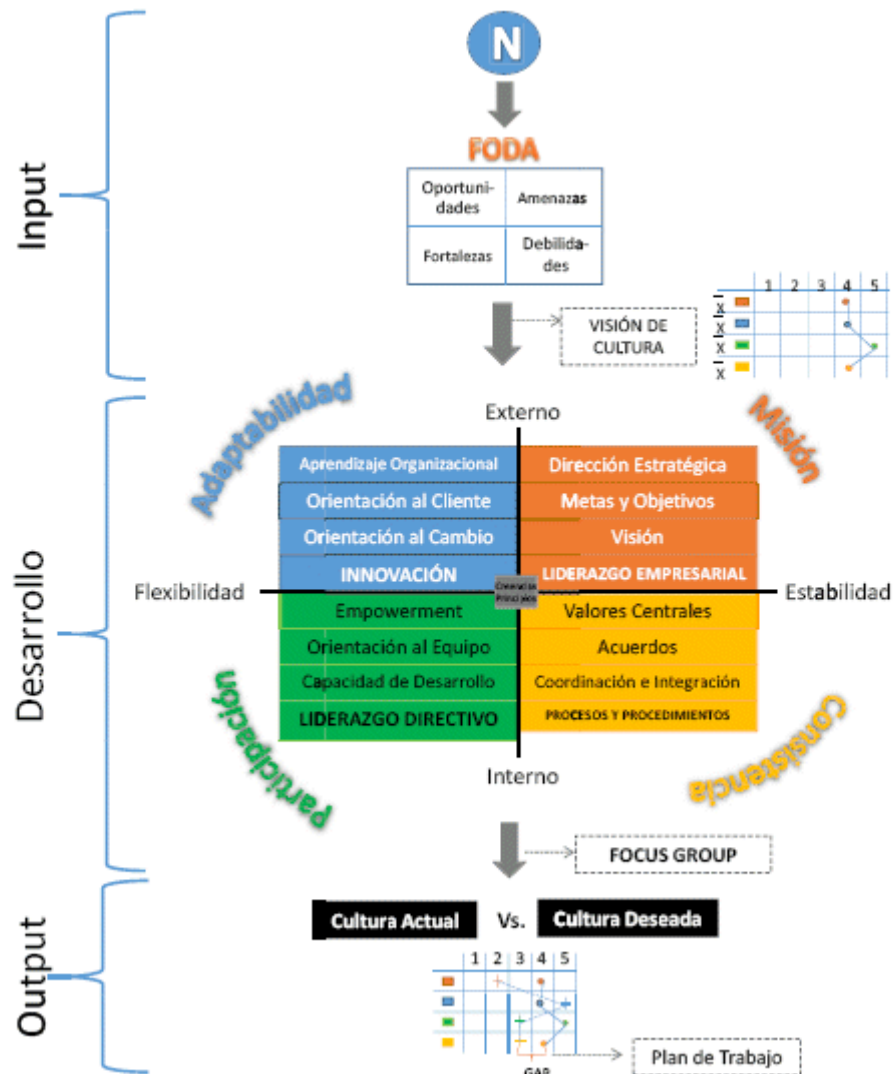 Input
N
FODA
Oportuni-
dades
Amenazas
Fortalezas
Debilida-
des
VISIÓN DE
CULTURA
1 2 3 4 5
X
X
X
X
Desarrollo
Adaptabilidad
Misión
Externo
Aprendizaje Organizacional
Dirección Estratégica
Orientación al Cliente
Metas y Objetivos
Orientación al Cambio
Visión
INNOVACIÓN
LIDERAZGO EMPRESARIAL
Flexibilidad
Estabilidad
Empowerment
Valores Centrales
Orientación al Equipo
Acuerdos
Capacidad de Desarrollo
Coordinación e Integración
LIDERAZGO DIRECTIVO
PROCESOS Y PROCEDIMIENTOS
Participación
Consistencia
Interno
FOCUS GROUP
Output
Cultura Actual Vs. Cultura Deseada
1 2 3 4 5
Plan de Trabajo
GAP